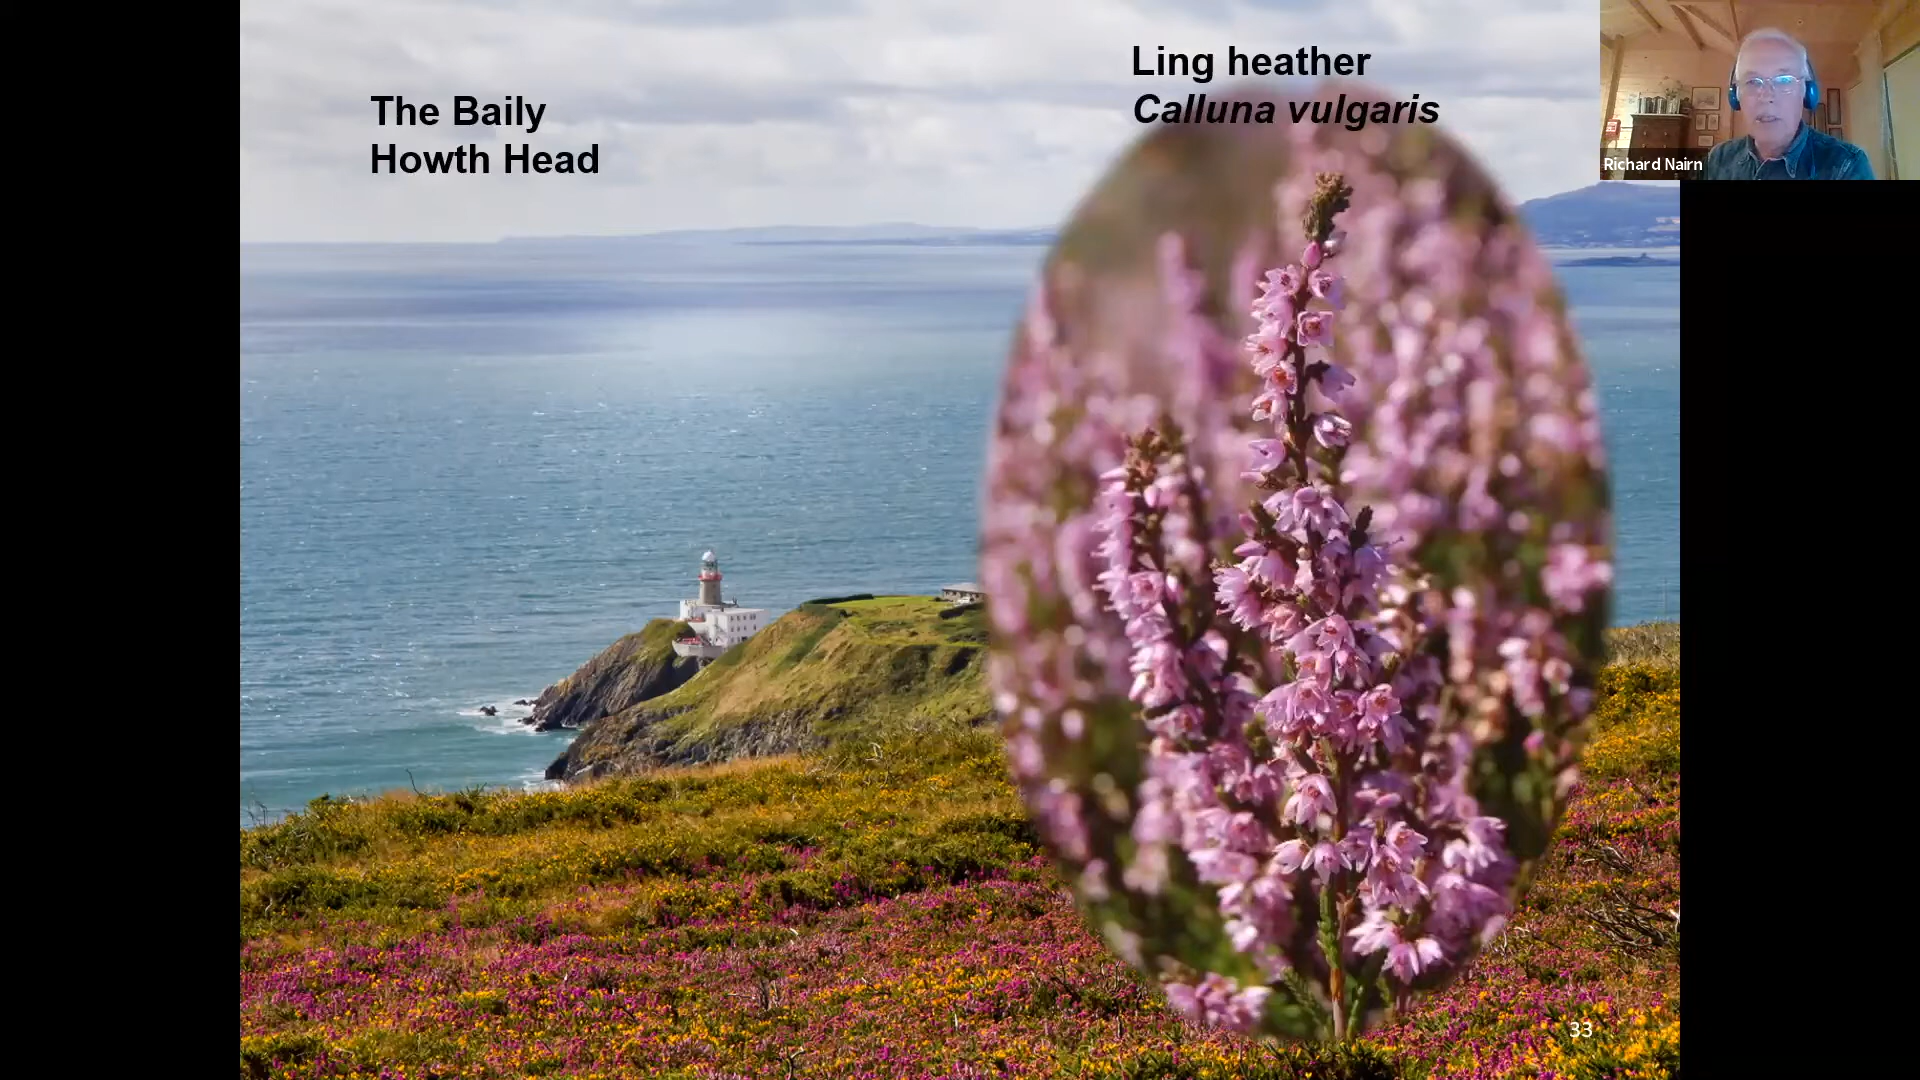 The Baily
Howth Head
Ling heather
Calluna vulgaris
Richard Nairn
33